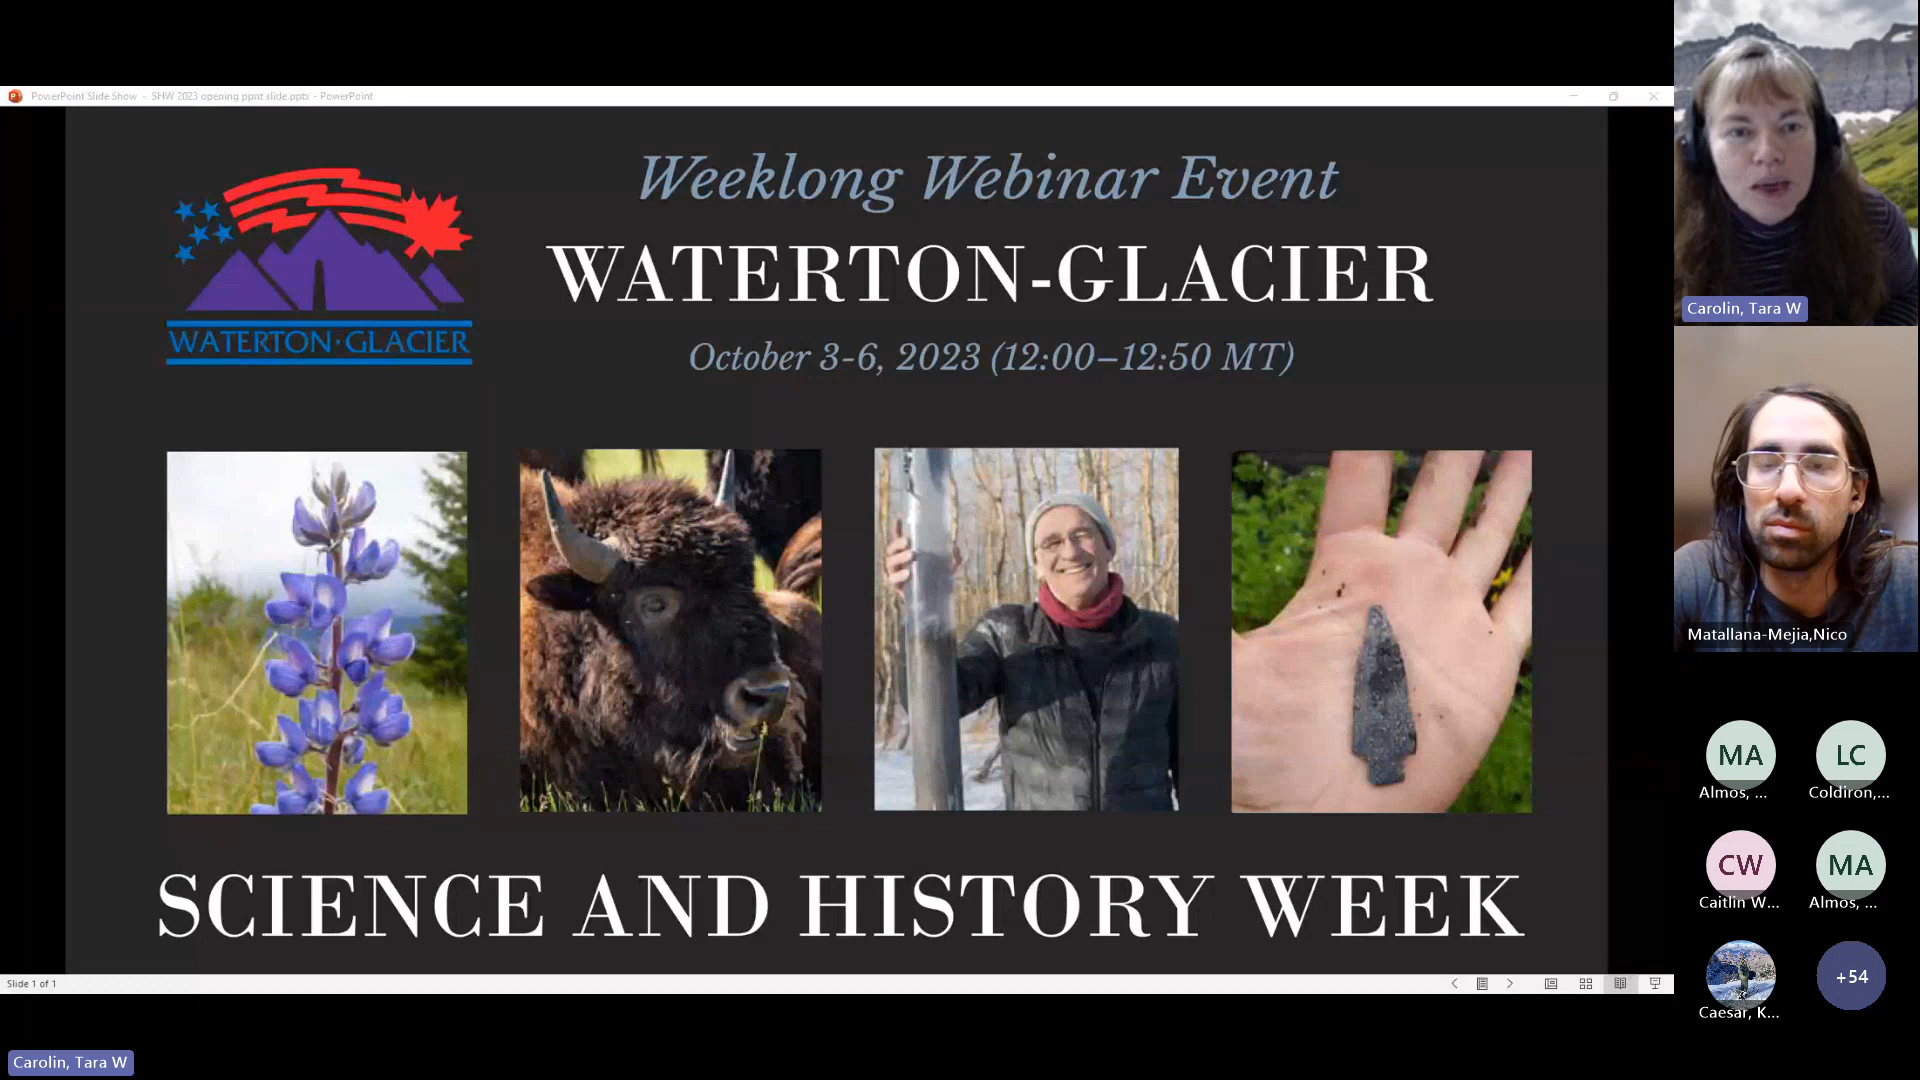 PowerPoint Slide Show - SHW 2023 opening ppnt slide.pptx - PowerPoint
Weeklong Webinar Event
WATERTON-GLACIER
October 3-6, 2023 (12:00–12:50 MT)
WATERTON·GLACIER
SCIENCE AND HISTORY WEEK
Slide 1 of 1
Carolin, Tara W
Carolin, Tara W
Matallana-Mejia,Nico
MA
Almos, ...
LC
Coldiron,...
CW
Caitlin W...
MA
Almos, ...
Caesar, K...
+54